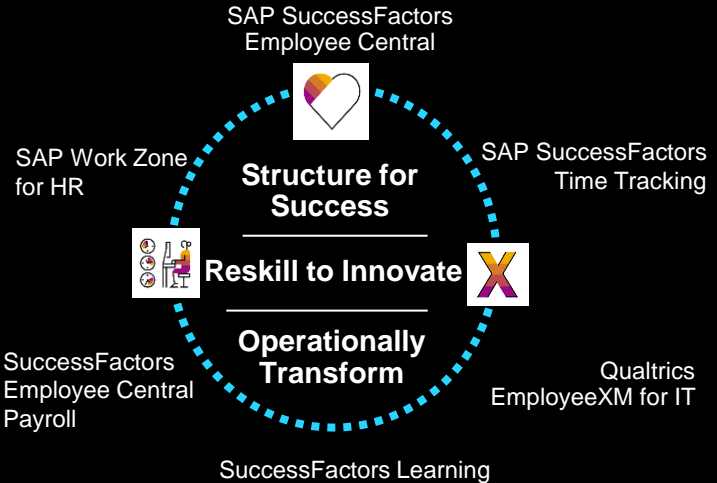 SAP SuccessFactors
Employee Central
SAP Work Zone
for HR
SAP SuccessFactors
Time Tracking
Structure for
Success
Reskill to Innovate
X
Operationally
Transform
SuccessFactors
Employee Central
Payroll
Qualtrics
EmployeeXM for IT
SuccessFactors Learning